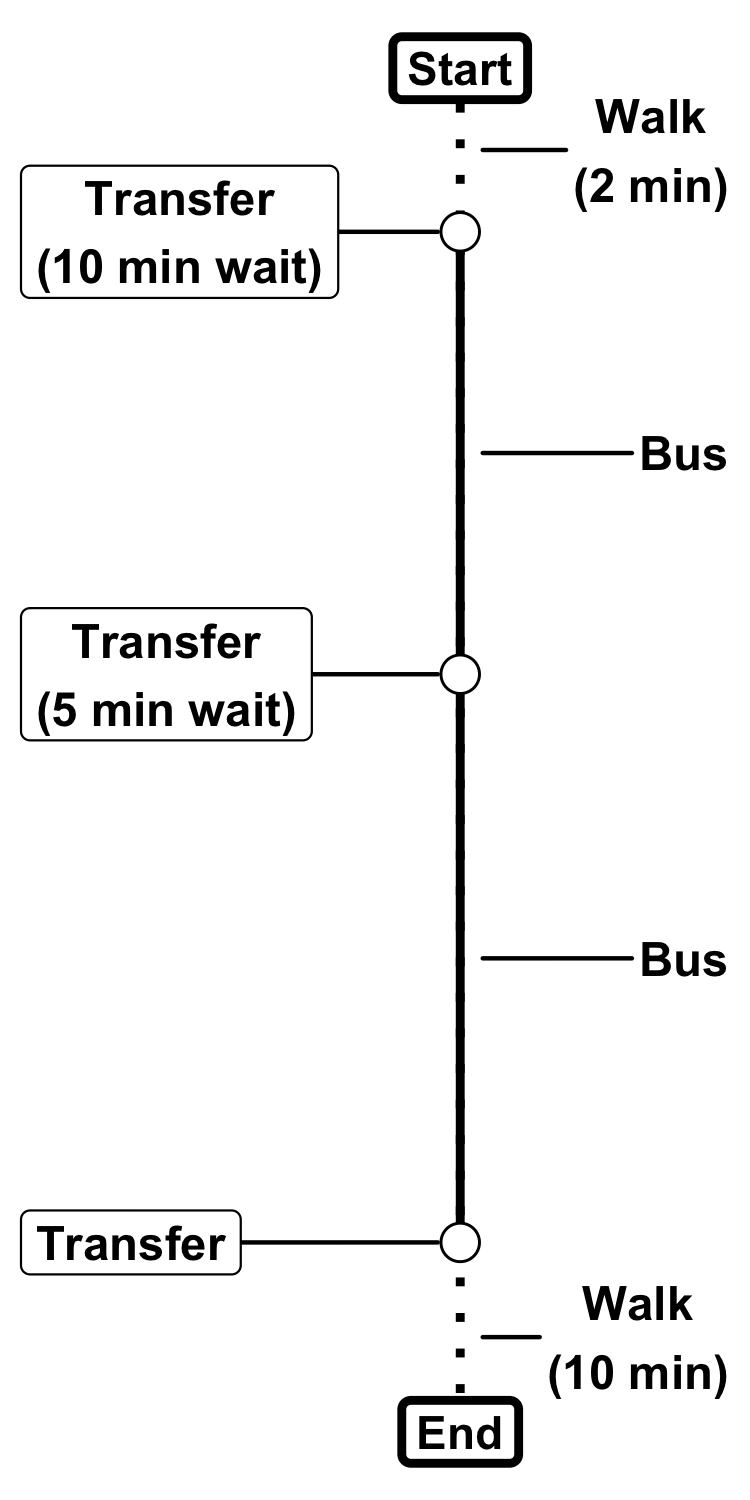 Start
Walk
(2 min)
Transfer
(10 min wait)
Bus
Transfer
(5 min wait)
Bus
Transfer
Walk
(10 min)
End